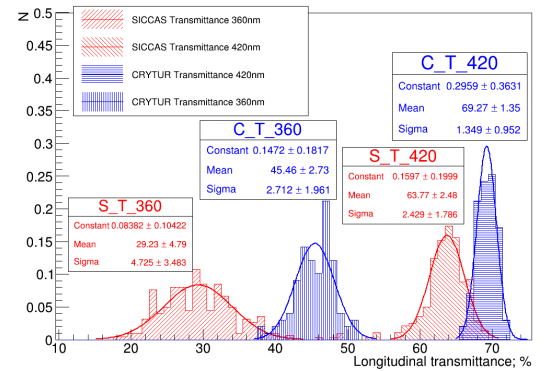 N
0.5
0.45
0.4
0.35
0.3
0.25
0.2
0.15
0.1
0.05
0
SICCAS Transmittance 360nm
SICCAS Transmittance 420nm
CRYTUR Transmittance 420nm
CRYTUR Transmittance 360nm
C_T_420
Constant 0.2959 ± 0.3631
Mean 69.27 ± 1.35
Sigma 1.349 ± 0.952
C_T_360
Constant 0.1472 ± 0.1817
Mean 45.46 ± 2.73
Sigma 2.712 ± 1.961
S_T_420
Constant 0.1597 ± 0.1999
Mean 63.77 ± 2.48
Sigma 2.429 ± 1.786
S_T_360
Constant 0.08382 ± 0.10422
Mean 29.23 ± 4.79
Sigma 4.725 ± 3.483
10 20 30 40 50 60 70
Longitudinal transmittance; %